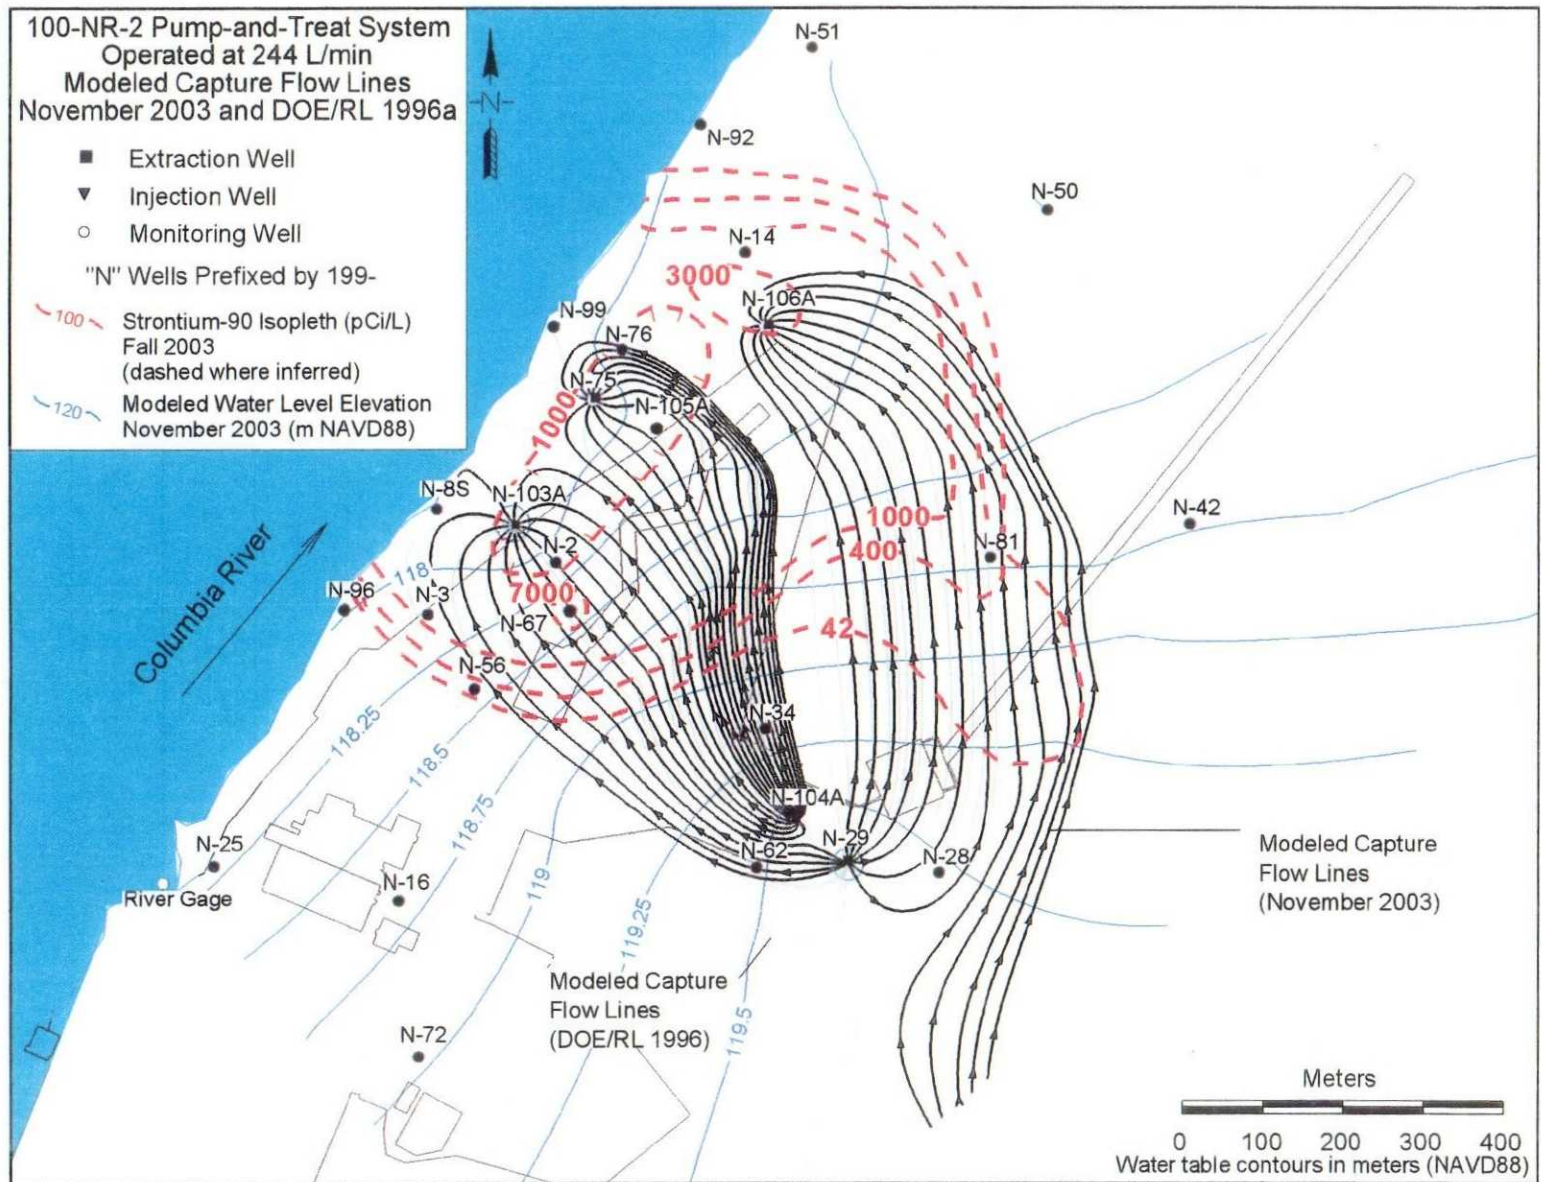 100-NR-2 Pump-and-Treat System
Operated at 244 L/min
Modeled Capture Flow Lines
November 2003 and DOE/RL 1996a
Extraction Well
Injection Well
Monitoring Well
"N" Wells Prefixed by 199-
100
Strontium-90 Isopleth (pCi/L)
Fall 2003
(dashed where inferred)
120
Modeled Water Level Elevation
November 2003 (m NAVD88)
N
N-51
N-92
N-50
N-14
3000
N-106A
N-99
N-76
N-75
N-105A
1000
N-8S
N-103A
N-42
1000
400
N-2
N-81
118
7000
N-96
N-3
N-67
42
Columbia River
N-56
118.25
N-34
118.5
N-104A
118.75
N-62
N-29
N-28
N-25
N-16
River Gage
119
119.25
Modeled Capture
Flow Lines
(November 2003)
Modeled Capture
Flow Lines
(DOE/RL 1996)
119.5
N-72
Meters
0 100 200 300 400
Water table contours in meters (NAVD88)